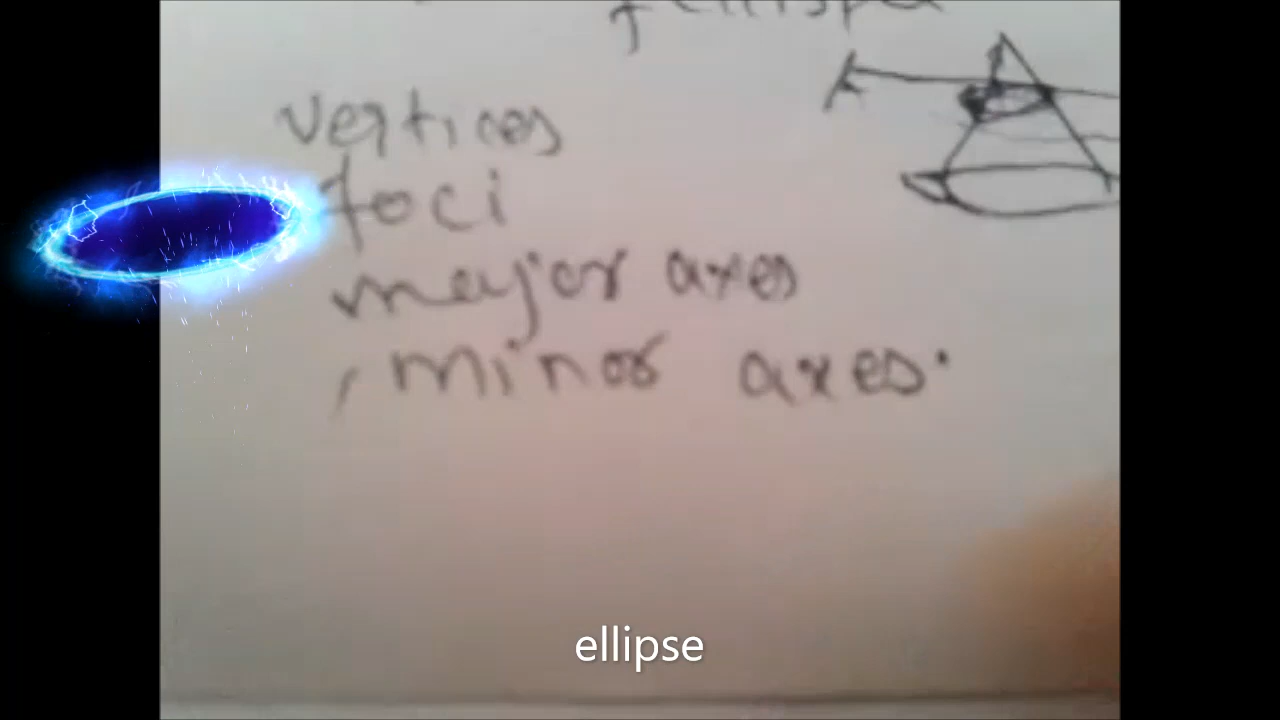 vertices
foci
major axes
, minor axes.
ellipse